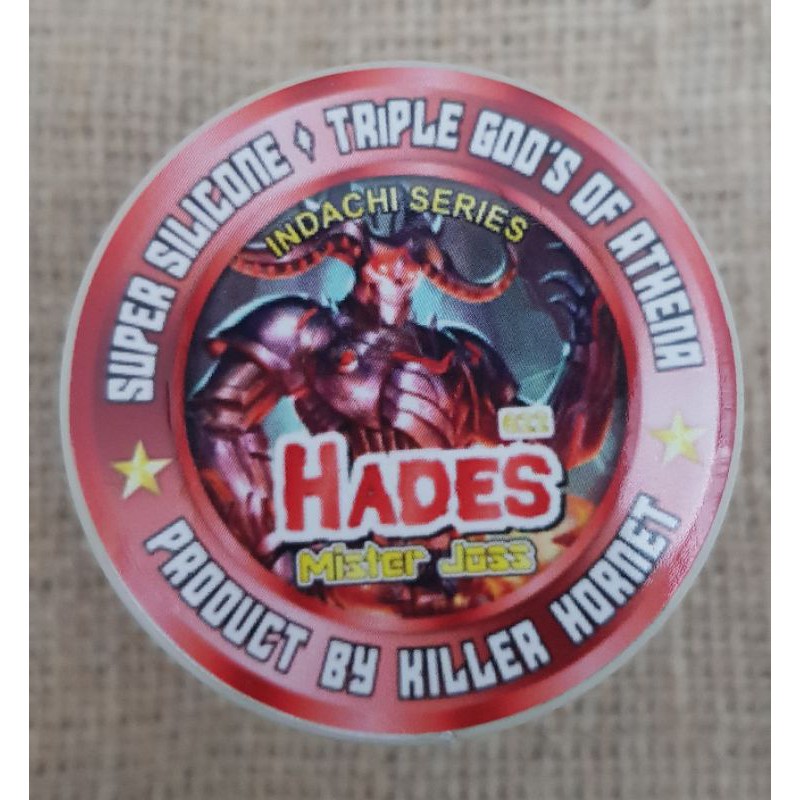 SUPER SILICONE ◊ TRIPLE GOD'S OF ATHENA
INDACHI SERIES
HADES
Mister Joss
PRODUCT BY KILLER HORNET